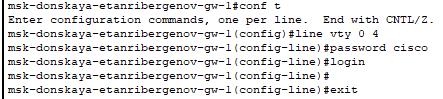 msk-donskaya-etanribergenov-gw-1#conf t
Enter configuration commands, one per line.  End with CNTL/Z.
msk-donskaya-etanribergenov-gw-1(config)#line vty 0 4
msk-donskaya-etanribergenov-gw-1(config-line)#password cisco
msk-donskaya-etanribergenov-gw-1(config-line)#login
msk-donskaya-etanribergenov-gw-1(config-line)#
msk-donskaya-etanribergenov-gw-1(config-line)#exit